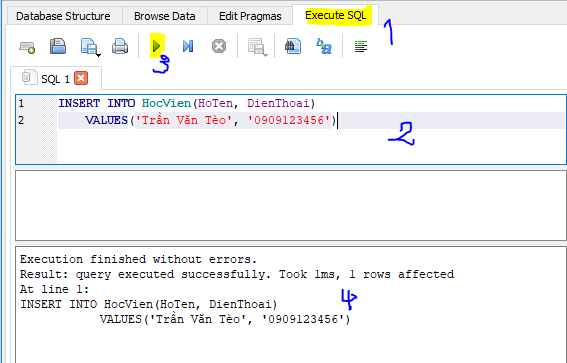 Database Structure Browse Data Edit Pragmas Execute SQL
1
3
SQL 1
1 INSERT INTO HocVien(HoTen, DienThoai)
2 VALUES('Trần Văn Tèo', '0909123456')
2
Execution finished without errors.
Result: query executed successfully. Took 1ms, 1 rows affected
At line 1:
INSERT INTO HocVien(HoTen, DienThoai)
VALUES('Trần Văn Tèo', '0909123456')
4